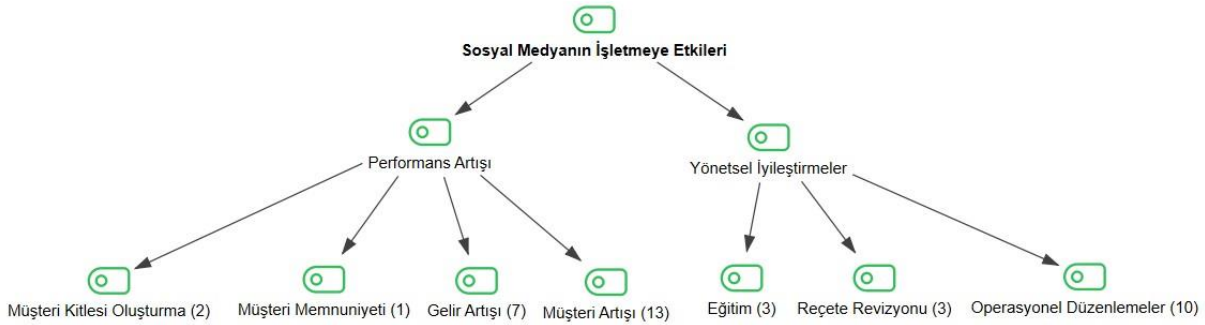 Sosyal Medyanın İşletmeye Etkileri
Performans Artışı
Yönetsel İyileştirmeler
Müşteri Kitlesi Oluşturma (2)
Müşteri Memnuniyeti (1)
Gelir Artışı (7)
Müşteri Artışı (13)
Eğitim (3)
Reçete Revizyonu (3)
Operasyonel Düzenlemeler (10)